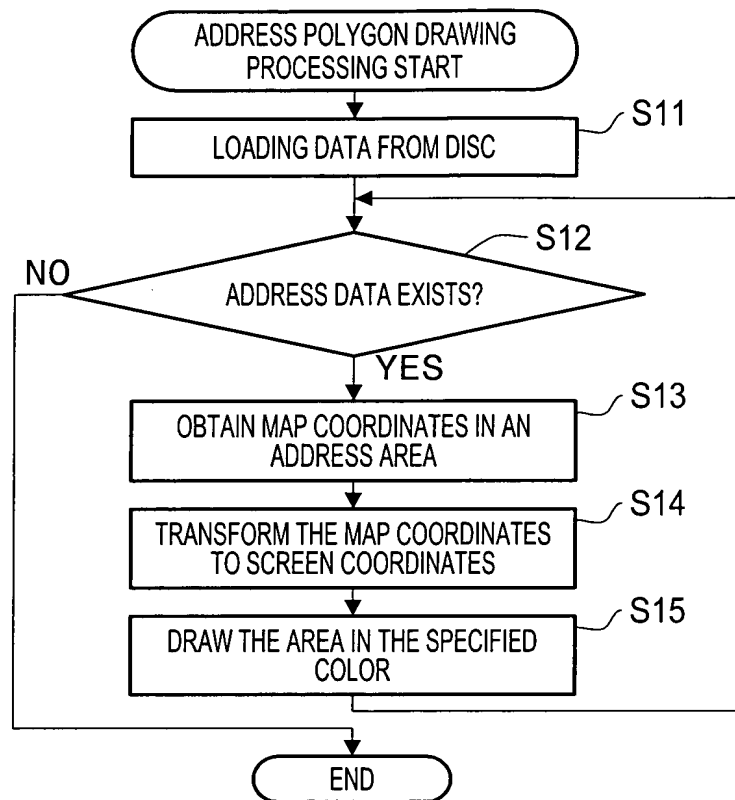 ADDRESS POLYGON DRAWING
PROCESSING START
S11
LOADING DATA FROM DISC
S12
NO
ADDRESS DATA EXISTS?
YES
S13
OBTAIN MAP COORDINATES IN AN
ADDRESS AREA
S14
TRANSFORM THE MAP COORDINATES
TO SCREEN COORDINATES
S15
DRAW THE AREA IN THE SPECIFIED
COLOR
END